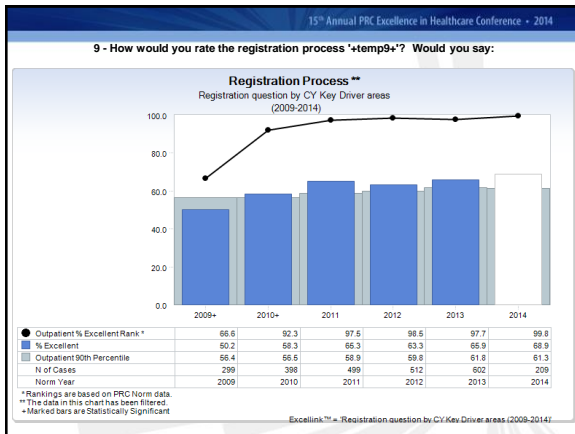 15th Annual PRC Excellence in Healthcare Conference • 2014
9 - How would you rate the registration process '+temp9+'? Would you say:
Registration Process **
Registration question by CY Key Driver areas
(2009-2014)
100.0
80.0
60.0
40.0
20.0
0.0
2009+ 2010+ 2011 2012 2013 2014
Outpatient % Excellent Rank * 66.6 92.3 97.5 98.5 97.7 99.8
% Excellent 50.2 58.3 65.3 63.3 65.9 68.9
Outpatient 90th Percentile 56.4 56.5 58.9 59.8 61.8 61.3
N of Cases 299 398 499 512 602 209
Norm Year 2009 2010 2011 2012 2013 2014
* Rankings are based on PRC Norm data.
** The data in this chart has been filtered.
+ Marked bars are Statistically Significant
Excellink™ = 'Registration question by CY Key Driver areas (2009-2014)'